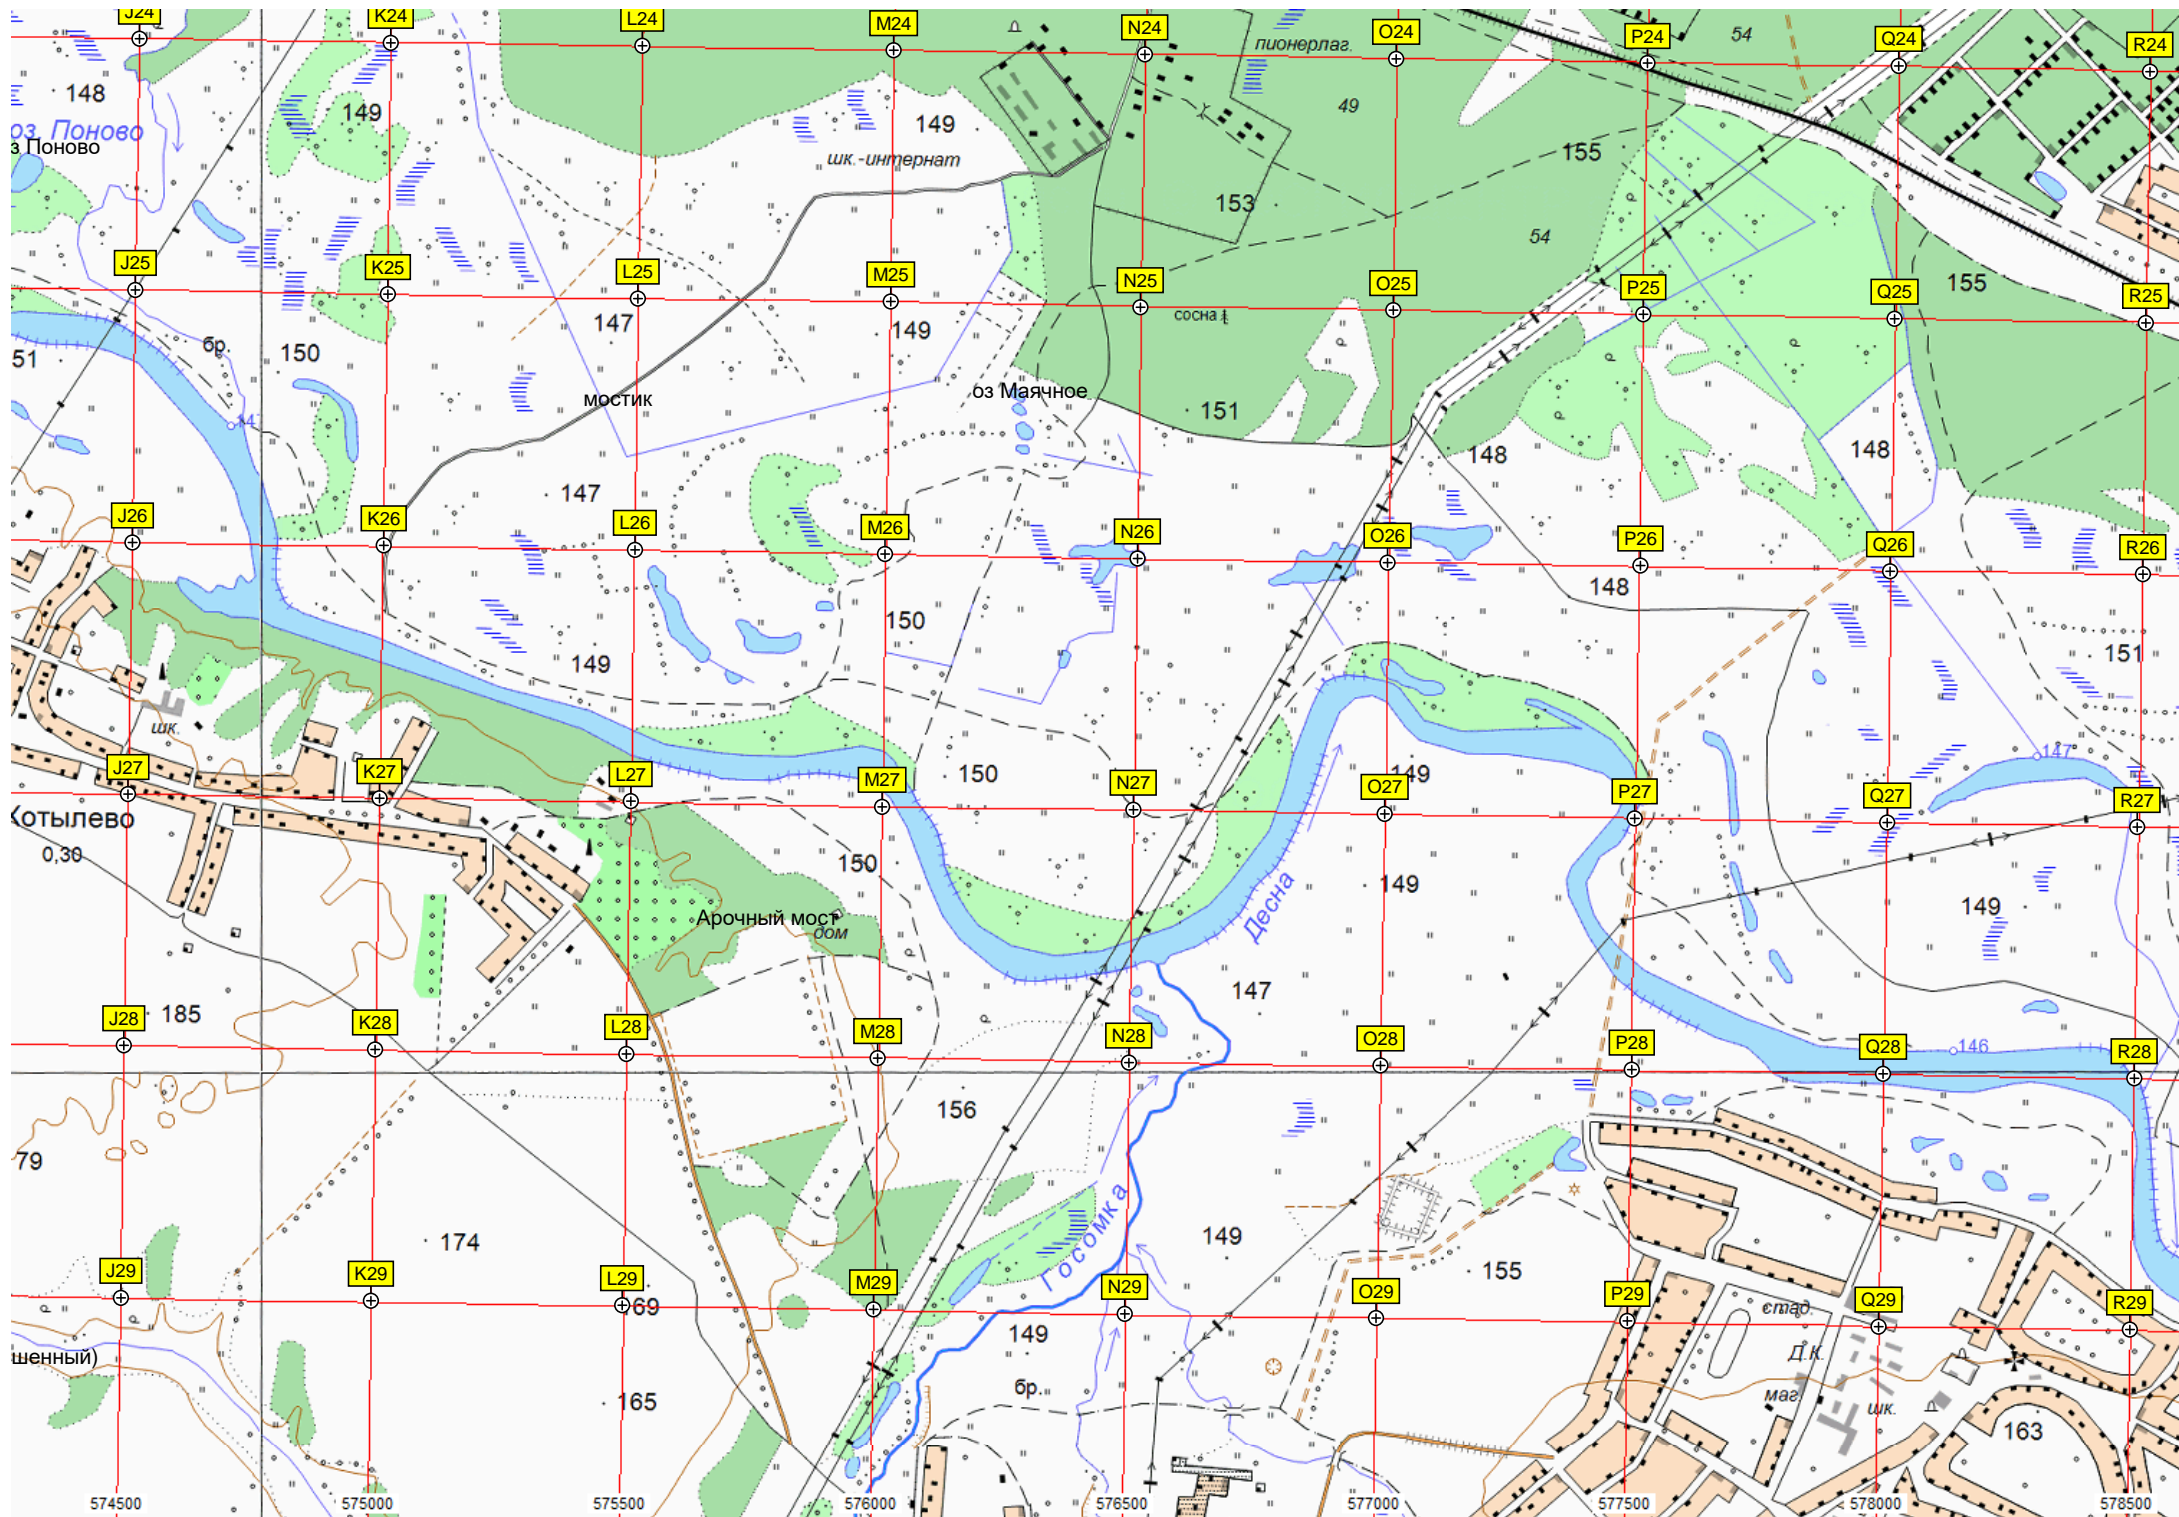 J24 K24 L24 M24 N24 O24 P24 Q24 R24
пионерлаг. 54
148 149 149 49
оз. Поново
з Поново
шк.-интернат 155
153
54
J25 K25 L25 M25 N25 O25 P25 Q25 R25
155
сосна
147 149
51 бр. 150
мостик оз Маячное
151
148 148
147
J26 K26 L26 M26 N26 O26 P26 Q26 R26
148
150
149 151
шк.
147
J27 K27 L27 M27 N27 O27 P27 Q27 R27
150 149
Котылево
0,30 150
149 149
Арочный мост
дом
Десна
147
185
J28 K28 L28 M28 N28 O28 P28 Q28 R28
146
156
79
Госомка
174 149
155
J29 K29 L29 M29 N29 O29 P29 Q29 R29
69 стад.
149
шенный) Д.К.
бр. маг.
165 шк.
163
574500 575000 575500 576000 576500 577000 577500 578000 578500